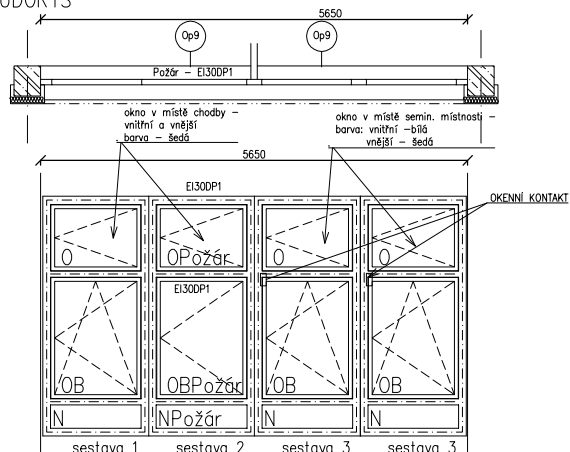 PŮDORYS
5650
Op9 Op9
Požár – EI30DP1
okno v místě chodby –
vnitřní a vnější
barva – šedá
okno v místě semin. místnosti –
barva: vnitřní –bílá
vnější – šedá
5650
EI30DP1
OKENNÍ KONTAKT
O OPožár O O
EI30DP1
OB OBPožár OB OB
N NPožár N N
sestava 1 sestava 2 sestava 3 sestava 3